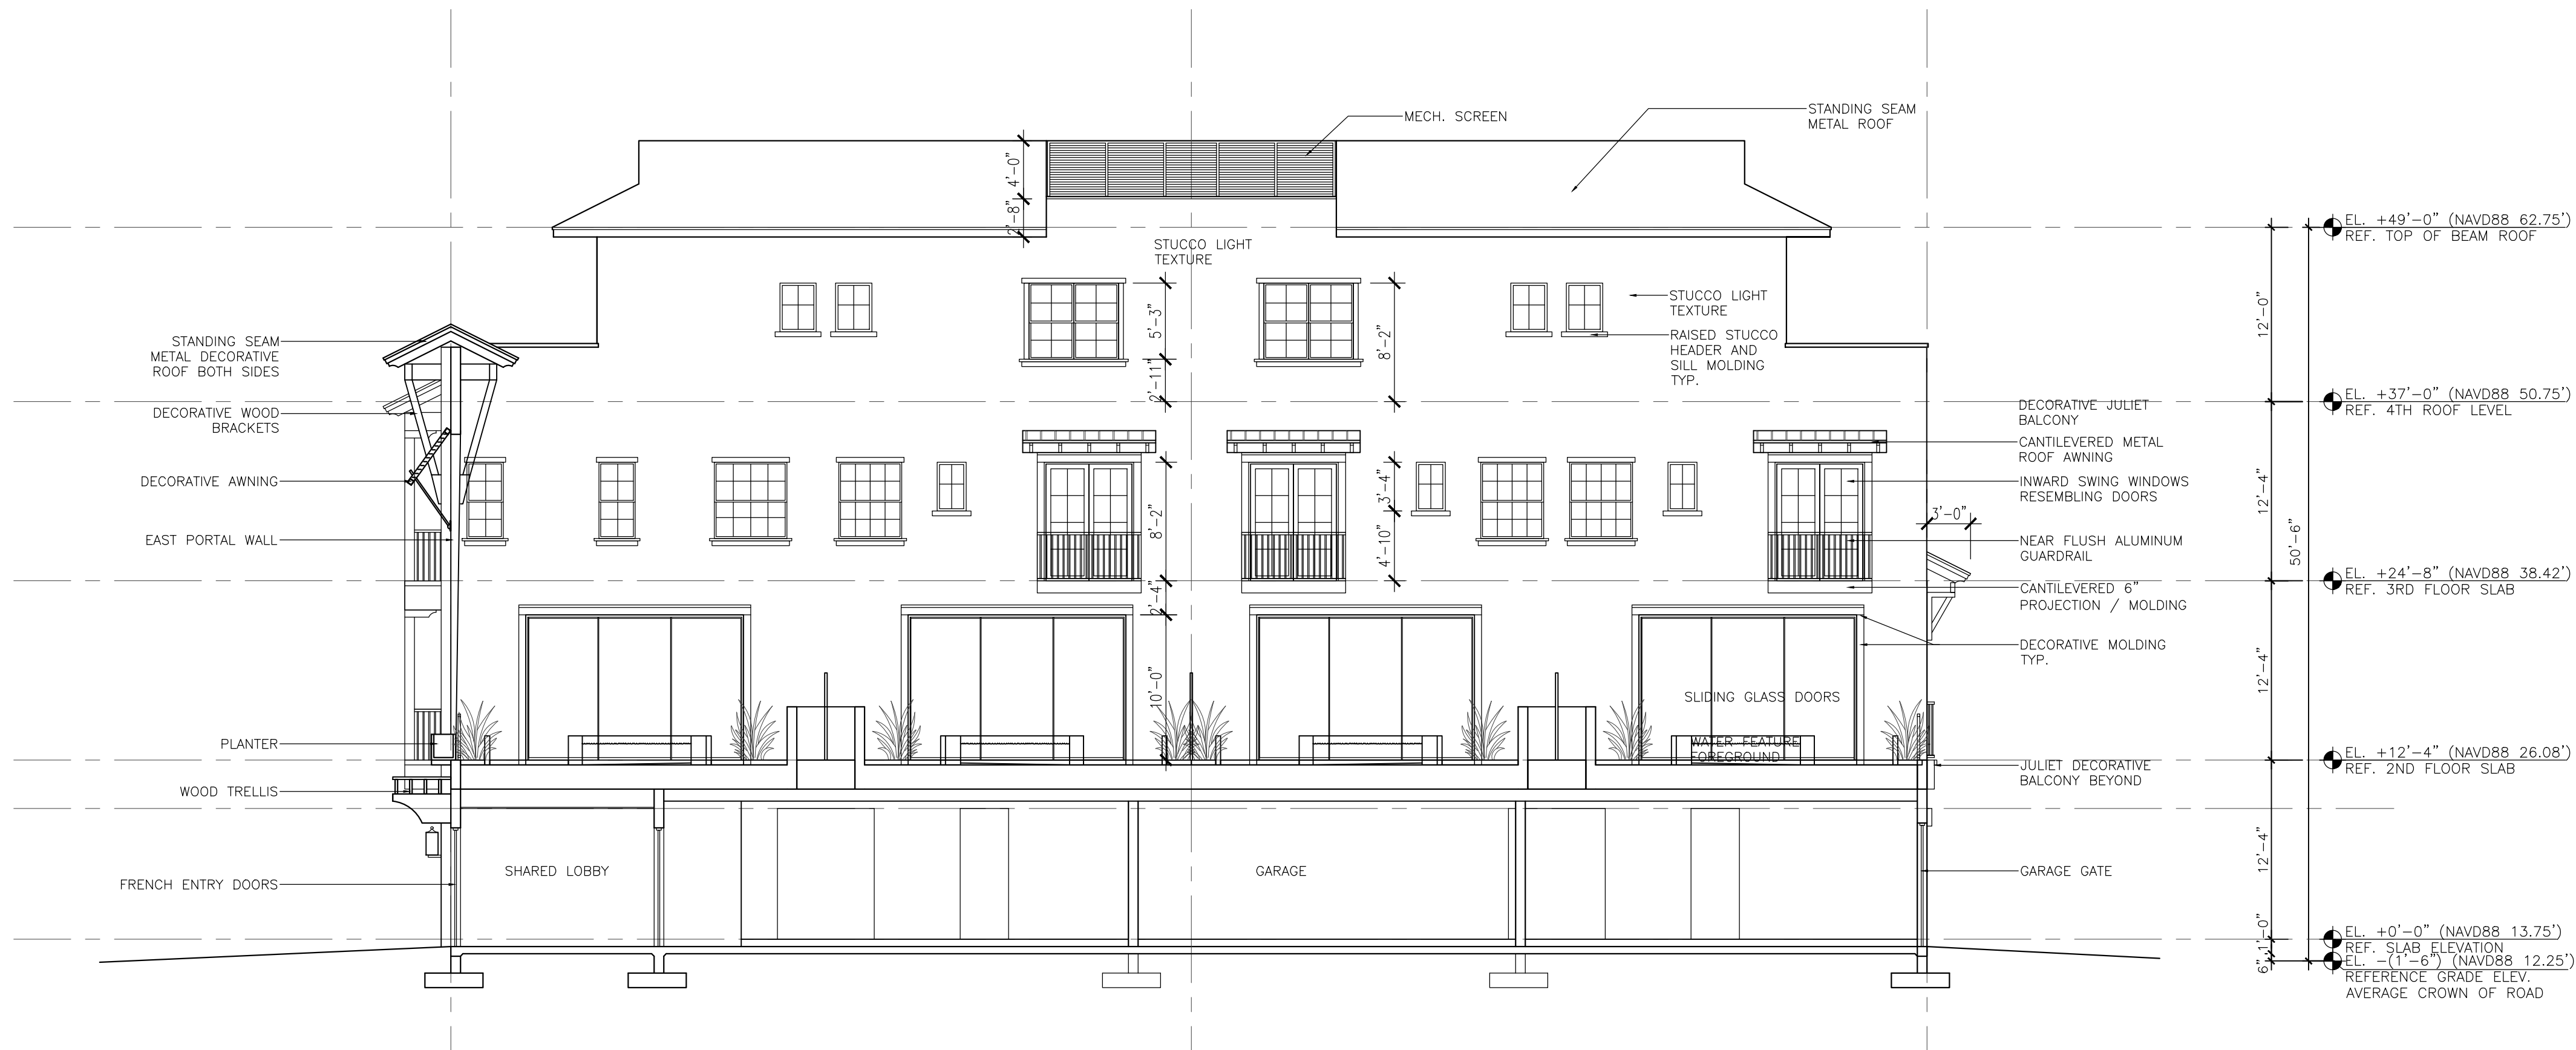 MECH. SCREEN
STANDING SEAM
METAL ROOF
4'-0"
2'-8"
STUCCO LIGHT
TEXTURE
5'-3"
2'-11"
8'-2"
STUCCO LIGHT
TEXTURE
RAISED STUCCO
HEADER AND
SILL MOLDING
TYP.
STANDING SEAM
METAL DECORATIVE
ROOF BOTH SIDES
DECORATIVE WOOD
BRACKETS
DECORATIVE AWNING
EAST PORTAL WALL
PLANTER
WOOD TRELLIS
FRENCH ENTRY DOORS
8'-2"
2'-4"
10'-0"
3'-4"
4'-10"
3'-0"
DECORATIVE JULIET
BALCONY
CANTILEVERED METAL
ROOF AWNING
INWARD SWING WINDOWS
RESEMBLING DOORS
NEAR FLUSH ALUMINUM
GUARDRAIL
CANTILEVERED 6"
PROJECTION / MOLDING
DECORATIVE MOLDING
TYP.
SLIDING GLASS DOORS
WATER FEATURE
FOREGROUND
JULIET DECORATIVE
BALCONY BEYOND
SHARED LOBBY
GARAGE
GARAGE GATE
12'-0"
12'-4"
12'-4"
12'-4"
1'-0"
6"
50'-6"
EL. +49'-0" (NAVD88 62.75')
REF. TOP OF BEAM ROOF
EL. +37'-0" (NAVD88 50.75')
REF. 4TH ROOF LEVEL
EL. +24'-8" (NAVD88 38.42')
REF. 3RD FLOOR SLAB
EL. +12'-4" (NAVD88 26.08')
REF. 2ND FLOOR SLAB
EL. +0'-0" (NAVD88 13.75')
REF. SLAB ELEVATION
EL. -(1'-6") (NAVD88 12.25')
REFERENCE GRADE ELEV.
AVERAGE CROWN OF ROAD